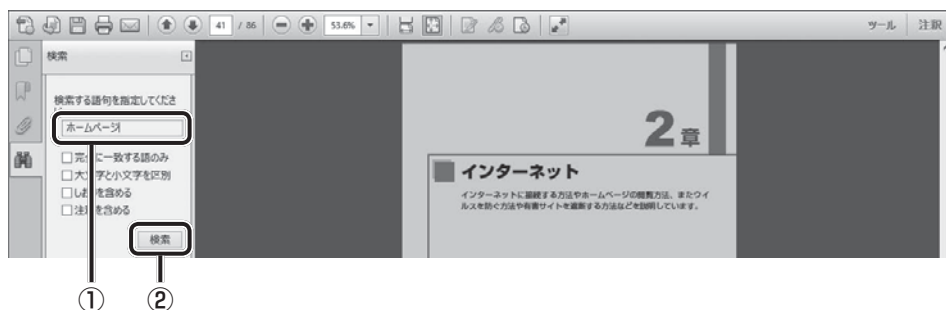 41 / 86
53.6%
ツール
注釈
検索
検索する語句を指定してくださ
ホームページ
完全に一致する語のみ
大文字と小文字を区別
しおりを含める
注釈を含める
検索
① ②
2章
インターネット
インターネットに接続する方法やホームページの閲覧方法、またウイ
ルスを防ぐ方法や有害サイトを遮断する方法などを説明しています。